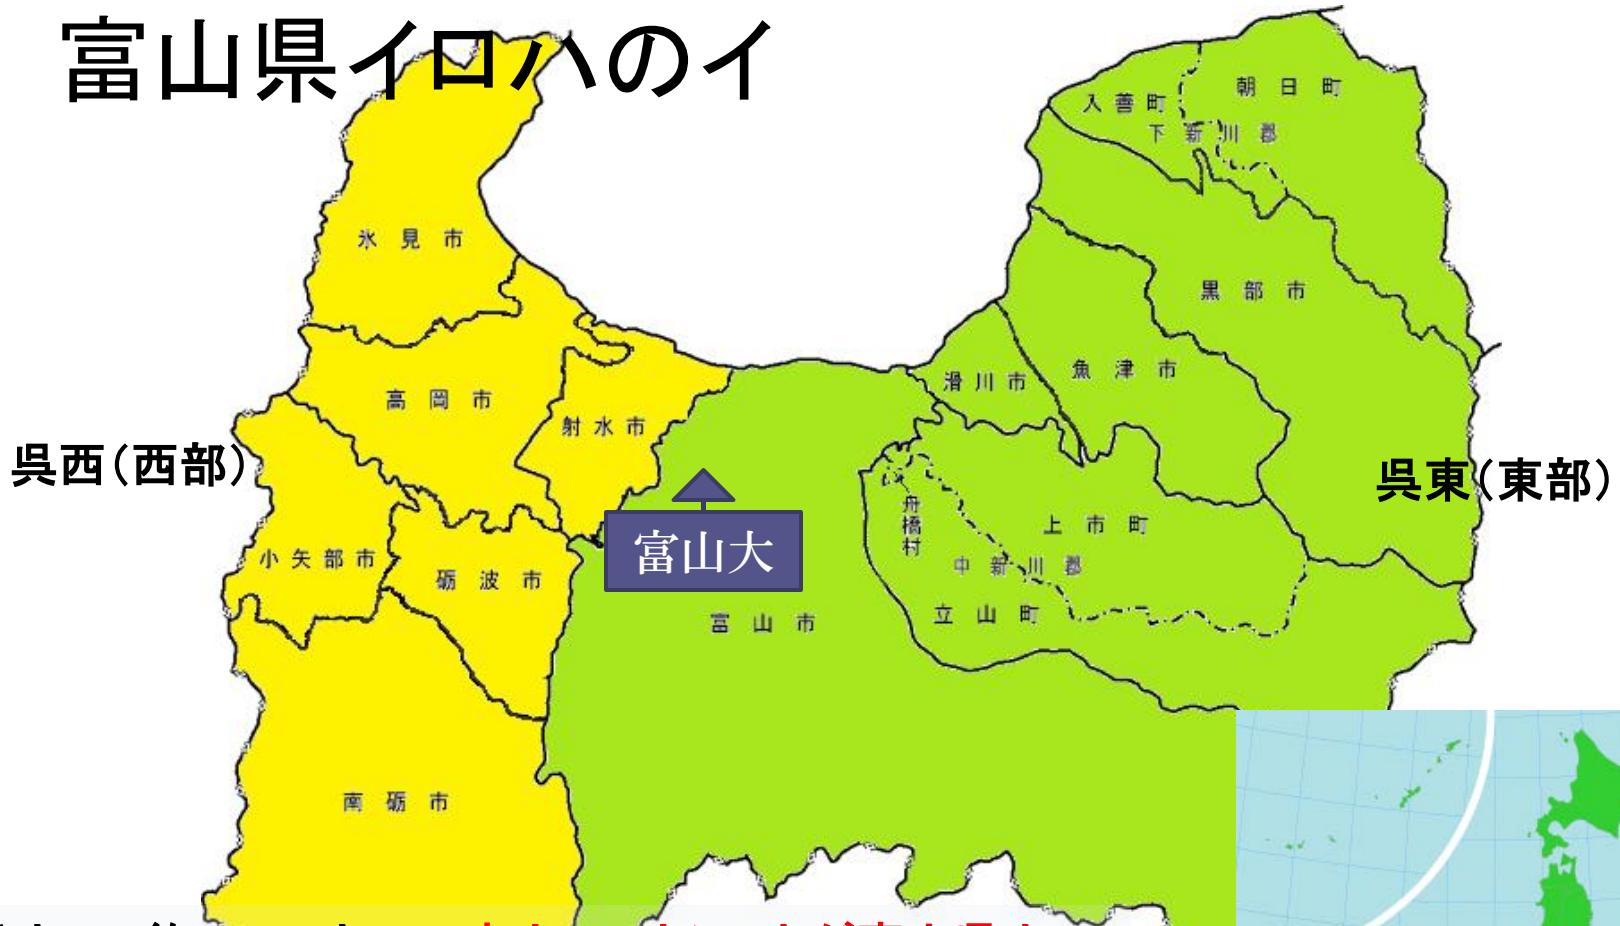 富山県イロハのイ
朝日町
入善町
下新川郡
氷見市
黒部市
魚津市
滑川市
高岡市
射水市
呉西(西部)
呉東(東部)
舟橋村
上市町
小矢部市
砺波市
富山大
中新川郡
立山町
富山市
南砺市